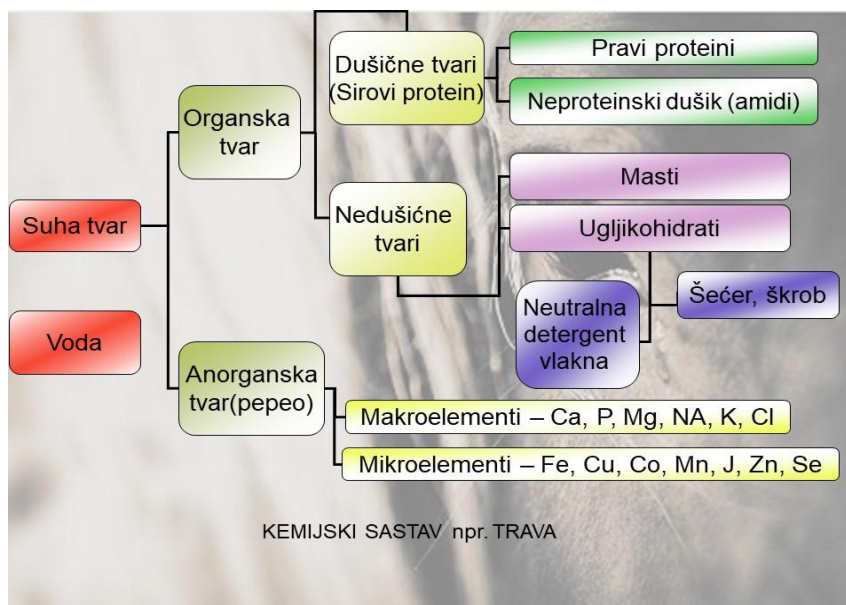 Dušične tvari
(Sirovi protein)
Pravi proteini
Neproteinski dušik (amidi)
Organska
tvar
Masti
Nedušićne
tvari
Ugljikohidrati
Suha tvar
Neutralna
detergent
vlakna
Šećer, škrob
Voda
Anorganska
tvar(pepeo)
Makroelementi – Ca, P, Mg, NA, K, Cl
Mikroelementi – Fe, Cu, Co, Mn, J, Zn, Se
KEMIJSKI SASTAV npr. TRAVA